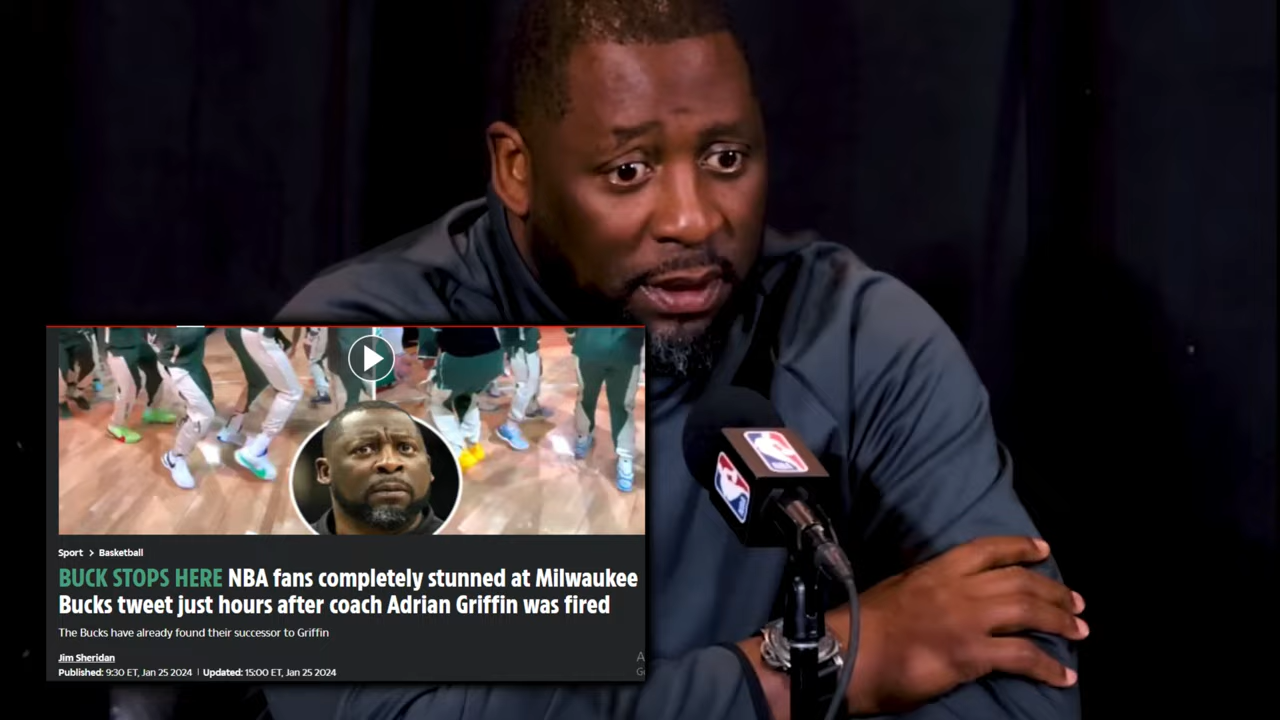 NBA
NBA
Sport > Basketball
BUCK STOPS HERE NBA fans completely stunned at Milwaukee
Bucks tweet just hours after coach Adrian Griffin was fired
The Bucks have already found their successor to Griffin
Jim Sheridan
Published: 9:30 ET, Jan 25 2024 | Updated: 15:00 ET, Jan 25 2024